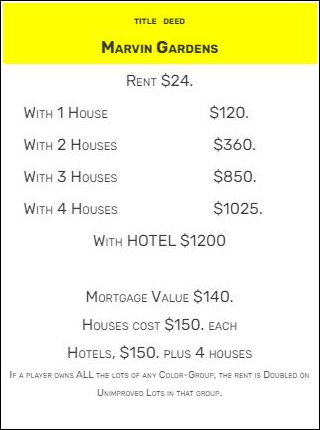 TITLE DEED
MARVIN GARDENS
RENT $24.
WITH 1 HOUSE $120.
WITH 2 HOUSES $360.
WITH 3 HOUSES $850.
WITH 4 HOUSES $1025.
WITH HOTEL $1200
MORTGAGE VALUE $140.
HOUSES COST $150. EACH
HOTELS, $150. PLUS 4 HOUSES
IF A PLAYER OWNS ALL THE LOTS OF ANY COLOR-GROUP, THE RENT IS DOUBLED ON
UNIMPROVED LOTS IN THAT GROUP.